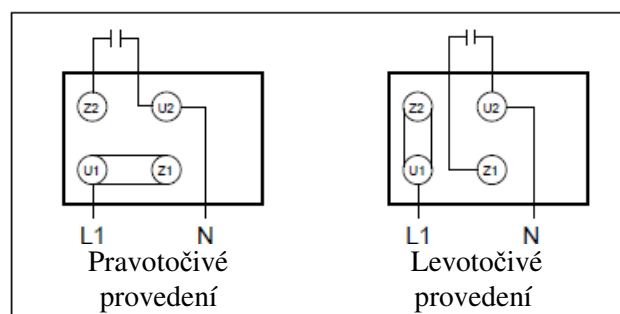 Z2 U2
U1 Z1
L1 N
Pravotočivé
provedení
Z2 U2
U1 Z1
L1 N
Levotočivé
provedení